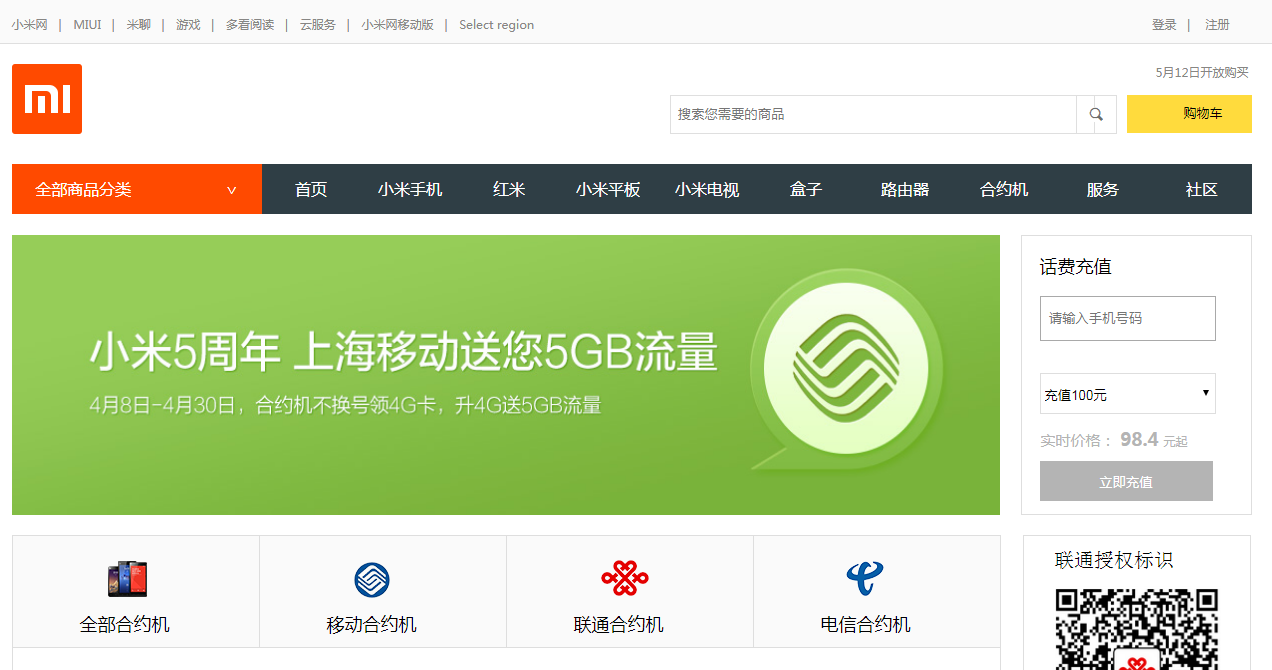 小米网 | MIUI | 米聊 | 游戏 | 多看阅读 | 云服务 | 小米网移动版 | Select region
登录 | 注册
mi
5月12日开放购买
搜索您需要的商品
购物车
全部商品分类 ∨
首页 小米手机 红米 小米平板 小米电视 盒子 路由器 合约机 服务 社区
小米5周年 上海移动送您5GB流量
4月8日-4月30日，合约机不换号领4G卡，升4G送5GB流量
话费充值
请输入手机号码
充值100元
实时价格： 98.4 元起
立即充值
全部合约机 移动合约机 联通合约机 电信合约机
联通授权标识